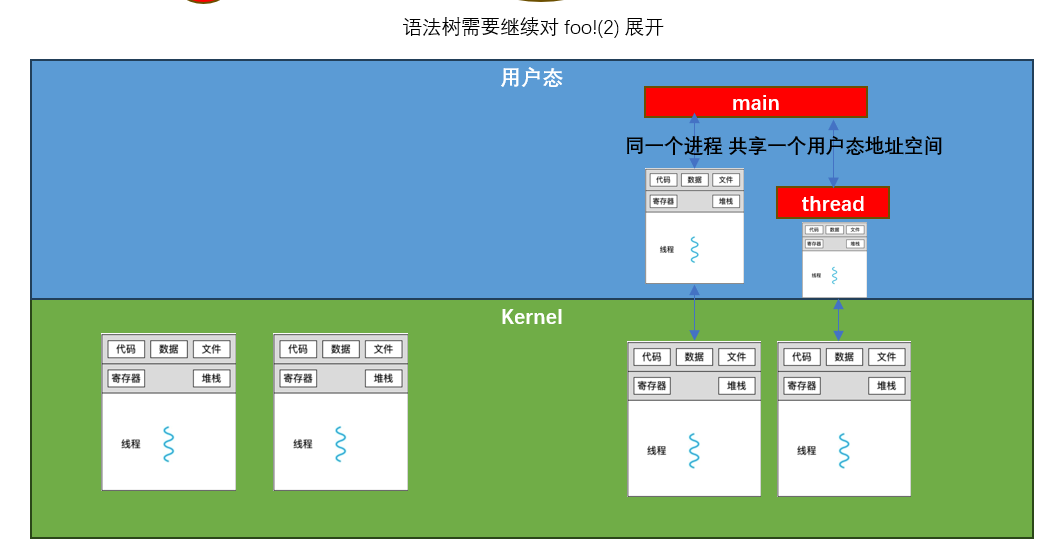 语法树需要继续对 foo!(2) 展开
用户态
main
同一个进程 共享一个用户态地址空间
代码 数据 文件
寄存器 堆栈
线程
thread
代码 数据 文件
寄存器 堆栈
线程
Kernel
代码 数据 文件
寄存器 堆栈
线程
代码 数据 文件
寄存器 堆栈
线程
代码 数据 文件
寄存器 堆栈
线程
代码 数据 文件
寄存器 堆栈
线程